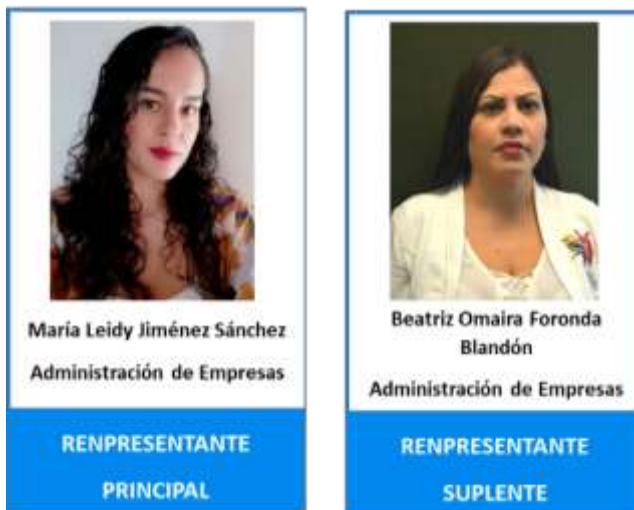 María Leidy Jiménez Sánchez
Administración de Empresas
RENPRESENTANTE
PRINCIPAL
Beatriz Omaira Foronda
Blandón
Administración de Empresas
RENPRESENTANTE
SUPLENTE